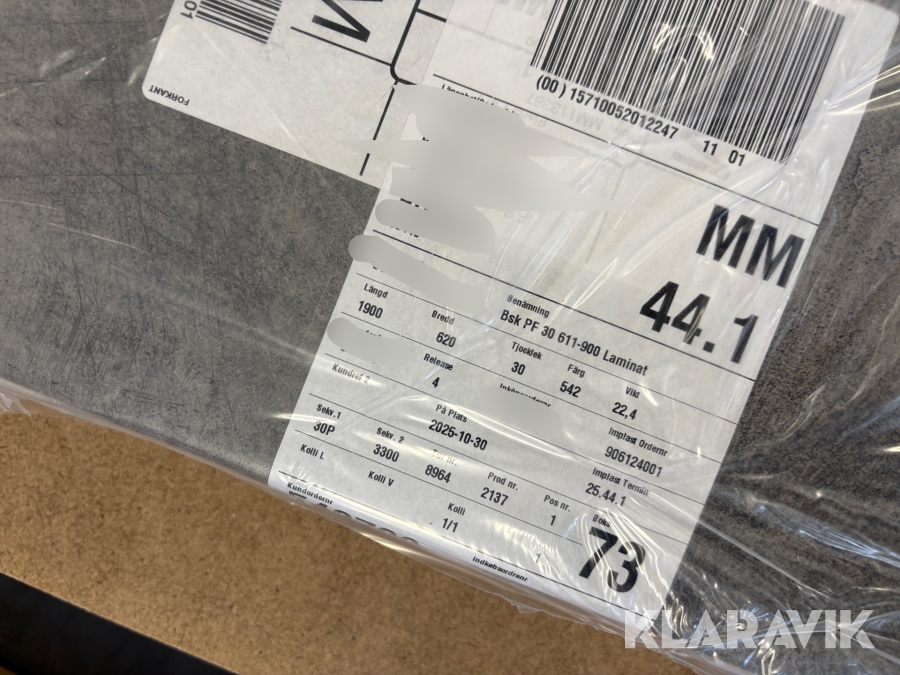 01
M
FORKANT
(00) 15710052012247
11 01
MM
44.1
Längd
1900
Bredd
620
Benämning
Bsk PF 30 611-900 Laminat
Tjocklek
30
Färg
542
Vikt
22,4
Kundref 2
Release
4
På Plats
2025-10-30
Implast Ordernr
906124001
Implast Termin
25.44.1
Sekv.1
30P
Sekv. 2
3300
8964
Prod nr.
2137
Pos nr.
1
Kolli L
Kolli V
Kolli
1/1
Boks
73
Kundordernr
Indkøbsordrenr
KLARAVIK